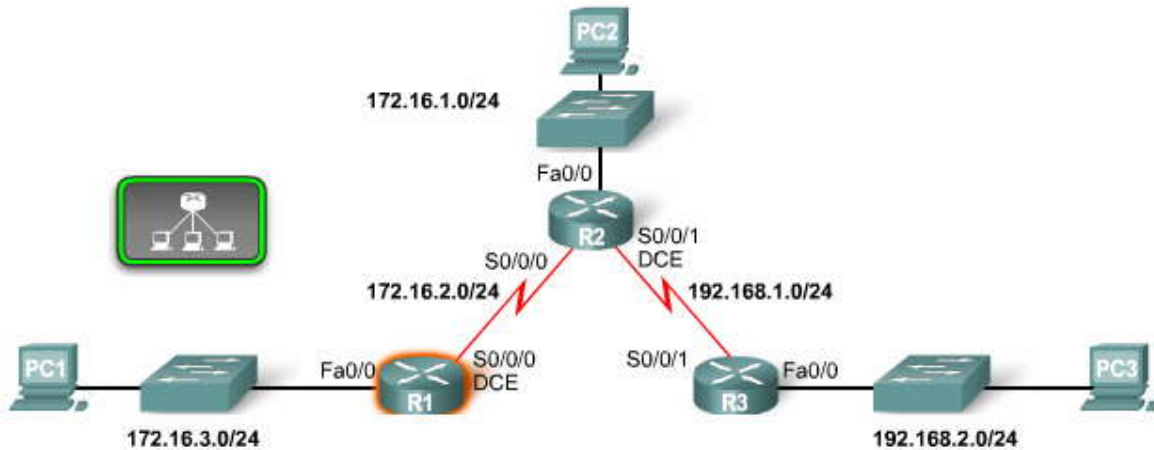 PC2
172.16.1.0/24
Fa0/0
R2
S0/0/1
DCE
S0/0/0
172.16.2.0/24
192.168.1.0/24
PC1
Fa0/0
S0/0/0
DCE
R1
S0/0/1
Fa0/0
R3
PC3
172.16.3.0/24
192.168.2.0/24